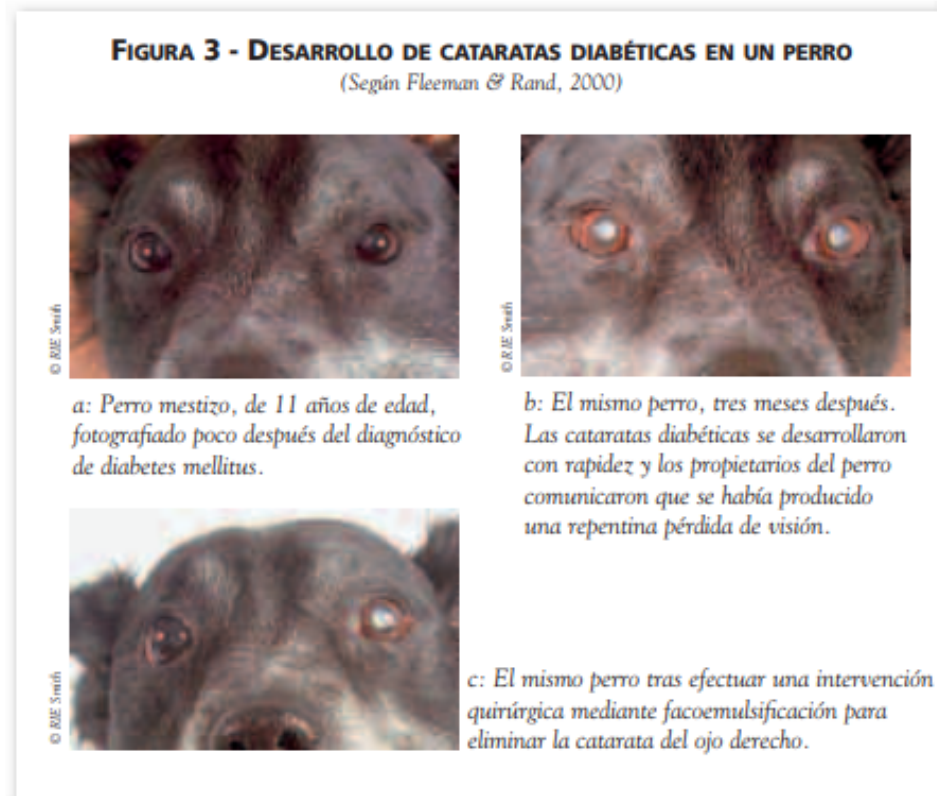 FIGURA 3 - DESARROLLO DE CATARATAS DIABÉTICAS EN UN PERRO
(Según Fleeman & Rand, 2000)
© RJE Smith
© RJE Smith
a: Perro mestizo, de 11 años de edad,
fotografiado poco después del diagnóstico
de diabetes mellitus.
b: El mismo perro, tres meses después.
Las cataratas diabéticas se desarrollaron
con rapidez y los propietarios del perro
comunicaron que se había producido
una repentina pérdida de visión.
© RJE Smith
c: El mismo perro tras efectuar una intervención
quirúrgica mediante facoemulsificación para
eliminar la catarata del ojo derecho.